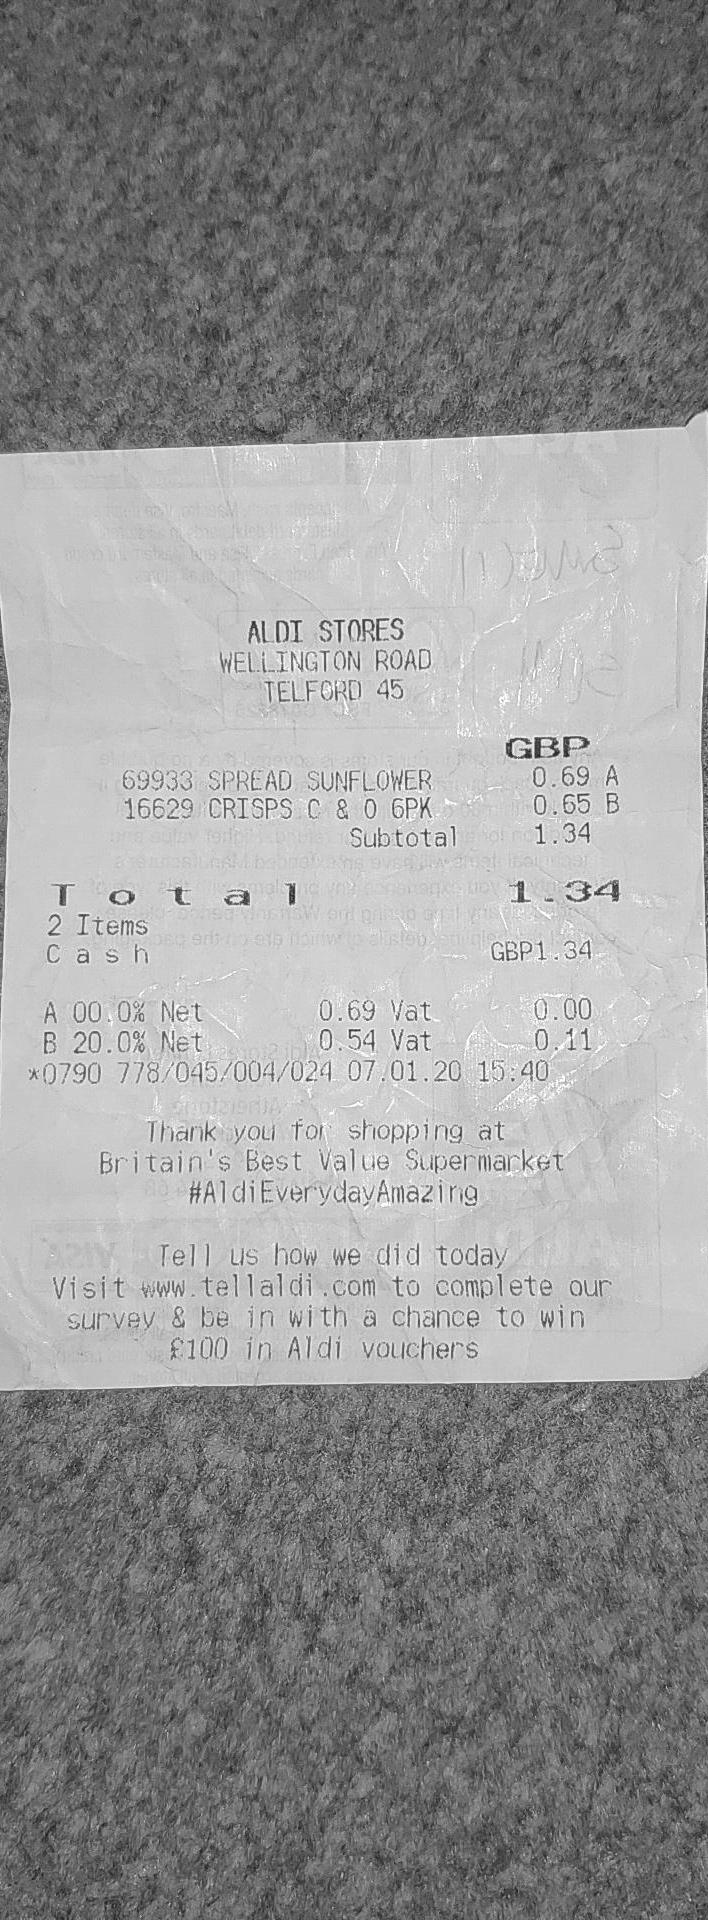 ALDI STORES
WELLINGTON ROAD
TELFORD 45
GBP
69933 SPREAD SUNFLOWER 0.69 A
16629 CRISPS C & O 6PK 0.65 B
Subtotal 1.34
Total 1.34
2 Items
Cash GBP1.34
A 00.0% Net 0.69 Vat 0.00
B 20.0% Net 0.54 Vat 0.11
*0790 778/045/004/024 07.01.20 15:40
Thank you for shopping at
Britain's Best Value Supermarket
#AldiEverydayAmazing
Tell us how we did today
Visit www.tellaldi.com to complete our
survey & be in with a chance to win
£100 in Aldi vouchers